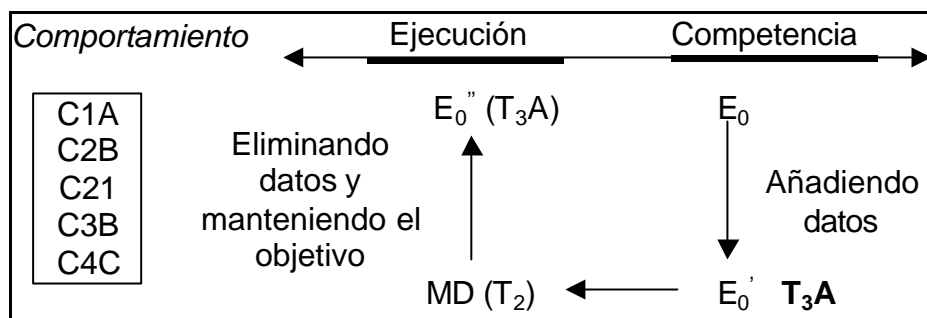 Comportamiento Ejecución Competencia
C1A
C2B
C21
C3B
C4C
Eliminando
datos y
manteniendo el
objetivo
E₀’’ (T₃A)
MD (T₂)
E₀
Añadiendo
datos
E₀’ T₃A